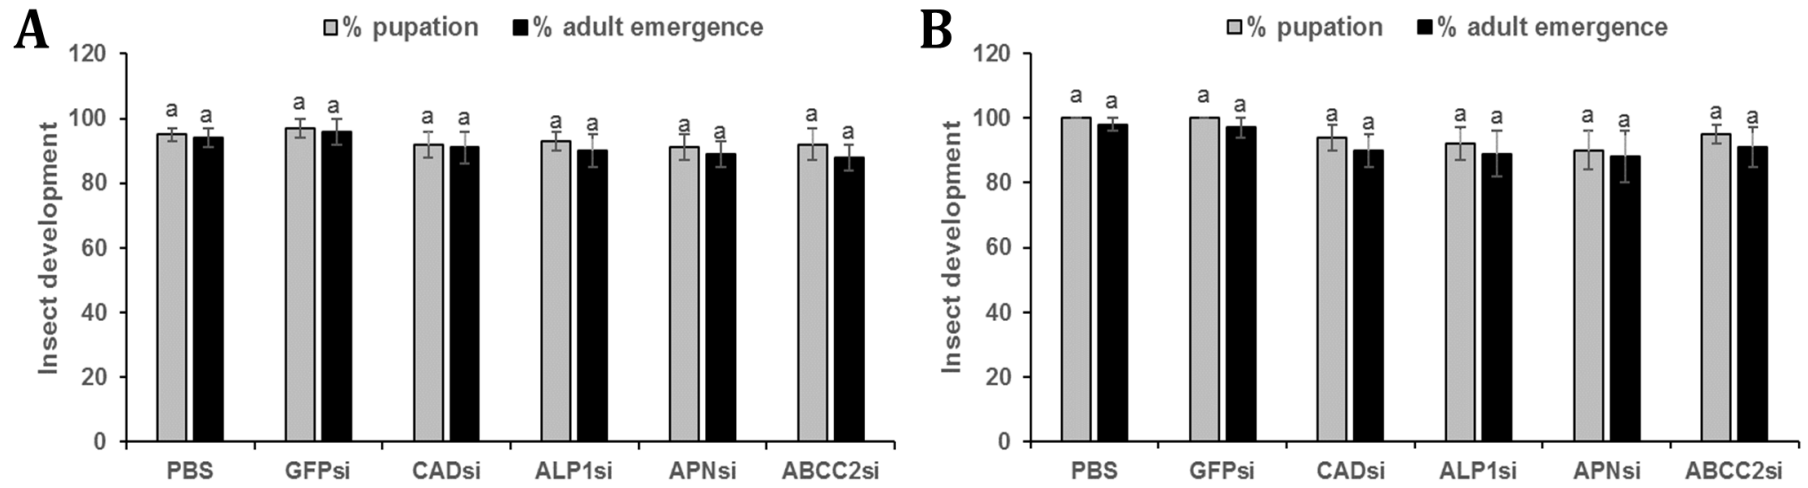 A
% pupation % adult emergence
120
100
80
60
40
20
0
Insect development
a a a a a a a a a a a a
PBS GFPsi CADsi ALP1si APNsi ABCC2si
B
% pupation % adult emergence
120
100
80
60
40
20
0
Insect development
a a a a a a a a a a a a
PBS GFPsi CADsi ALP1si APNsi ABCC2si